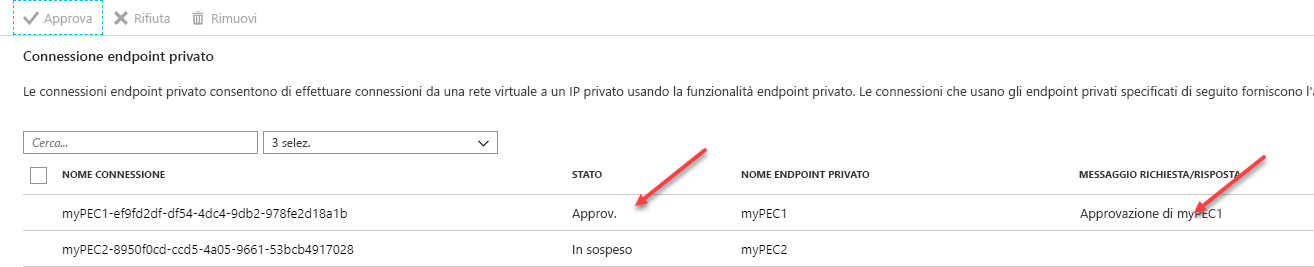 Approva Rifiuta Rimuovi
Connessione endpoint privato
Le connessioni endpoint privato consentono di effettuare connessioni da una rete virtuale a un IP privato usando la funzionalità endpoint privato. Le connessioni che usano gli endpoint privati specificati di seguito forniscono l'a
Cerca... 3 selez.
NOME CONNESSIONE STATO NOME ENDPOINT PRIVATO MESSAGGIO RICHIESTA/RISPOSTA
myPEC1-ef9fd2df-df54-4dc4-9db2-978fe2d18a1b Approv. myPEC1 Approvazione di myPEC1
myPEC2-8950f0cd-ccd5-4a05-9661-53bcb4917028 In sospeso myPEC2